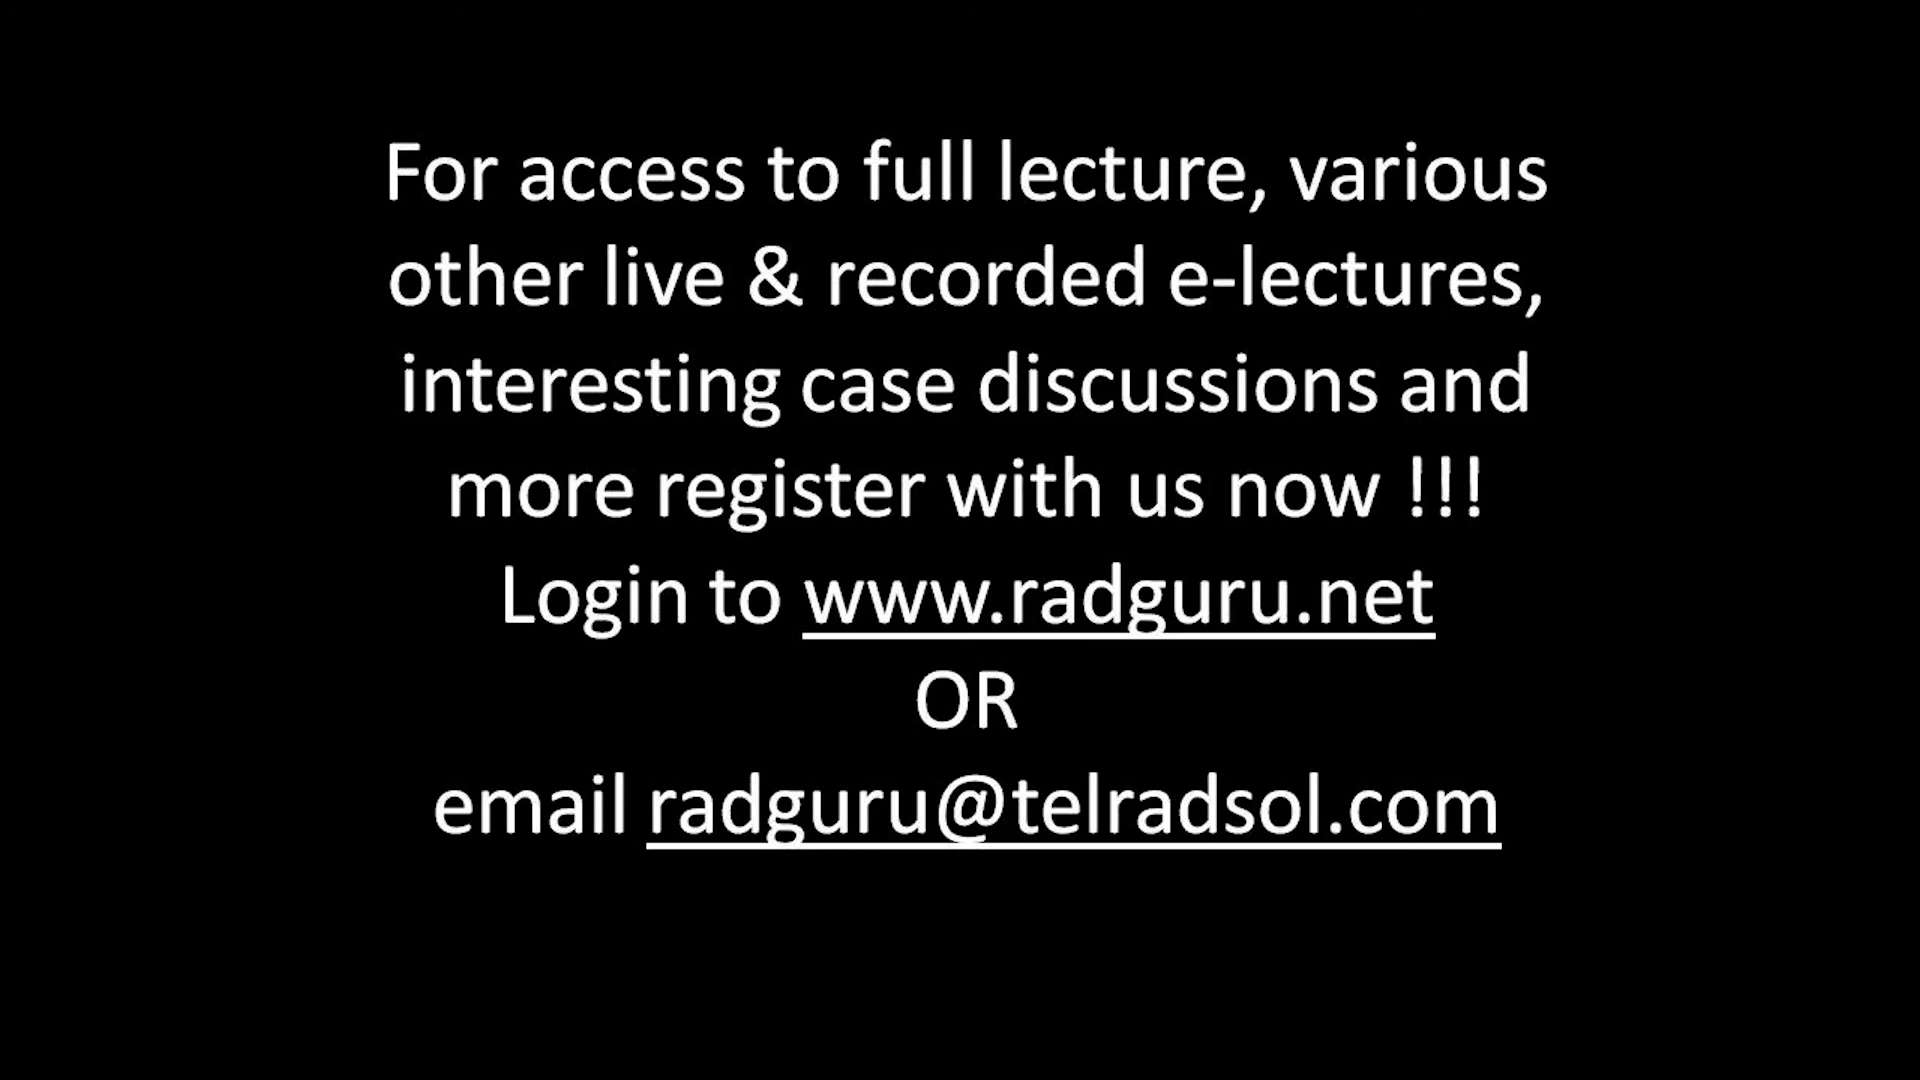 For access to full lecture, various
other live & recorded e-lectures,
interesting case discussions and
more register with us now !!!
Login to www.radguru.net
OR
email radguru@telradsol.com